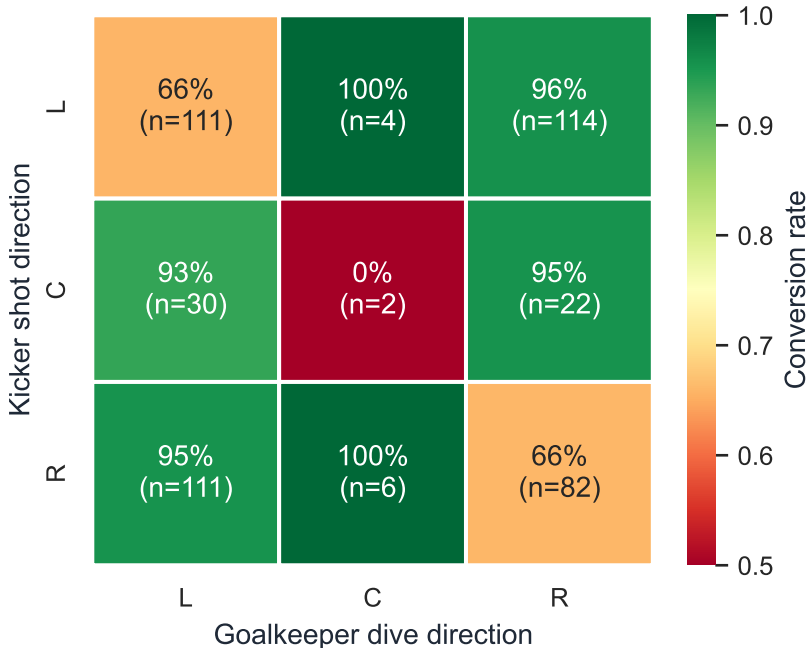 66%
(n=111)
100%
(n=4)
96%
(n=114)
93%
(n=30)
0%
(n=2)
95%
(n=22)
95%
(n=111)
100%
(n=6)
66%
(n=82)
L
C
R
Kicker shot direction
L
C
R
Goalkeeper dive direction
1.0
0.9
0.8
0.7
0.6
0.5
Conversion rate